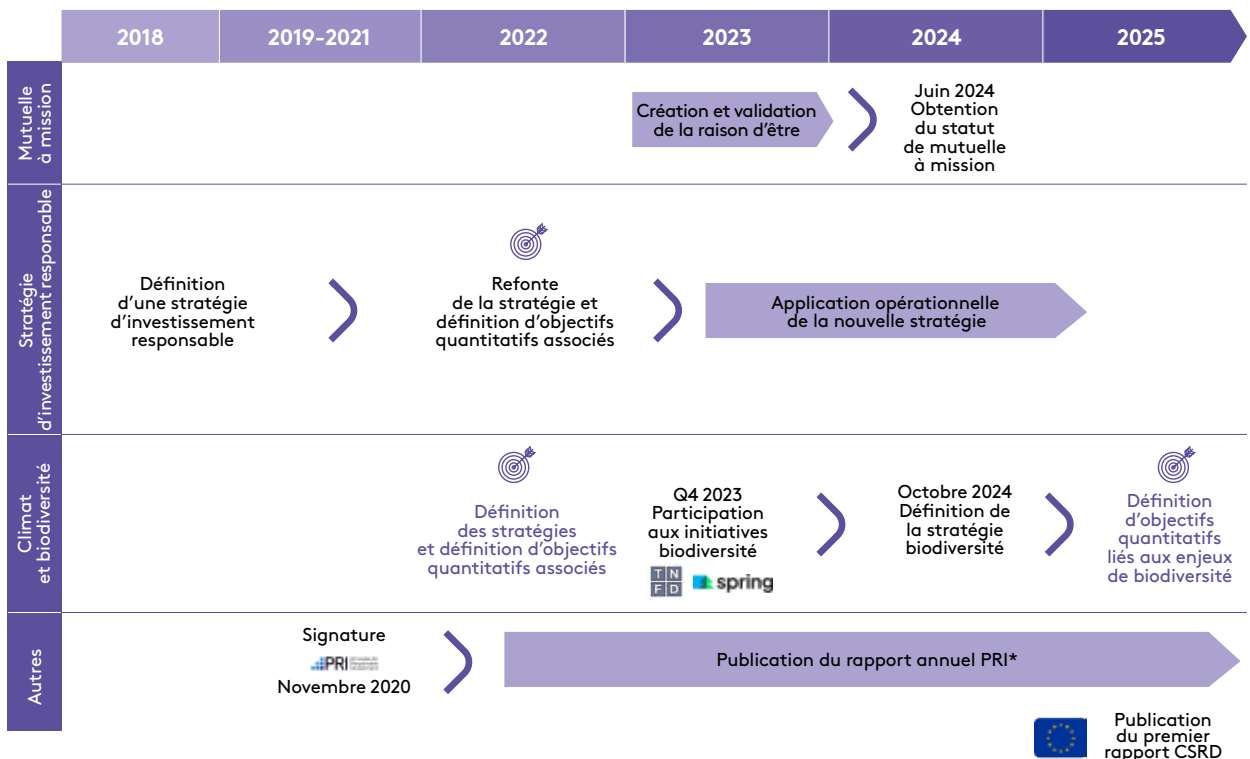 2018
2019-2021
2022
2023
2024
2025
Mutuelle
à mission
Création et validation
de la raison d'être
Juin 2024
Obtention
du statut
de mutuelle
à mission
Stratégie
d'investissement responsable
Définition
d'une stratégie
d'investissement
responsable
Refonte
de la stratégie et
définition d'objectifs
quantitatifs associés
Application opérationnelle
de la nouvelle stratégie
Climat
et biodiversité
Définition
des stratégies
et définition d'objectifs
quantitatifs associés
Q4 2023
Participation
aux initiatives
biodiversité
TN
FD
spring
Octobre 2024
Définition de
la stratégie
biodiversité
Définition
d'objectifs
quantitatifs
liés aux enjeux
de biodiversité
Autres
Signature
PRI
Novembre 2020
Publication du rapport annuel PRI*
Publication
du premier
rapport CSRD